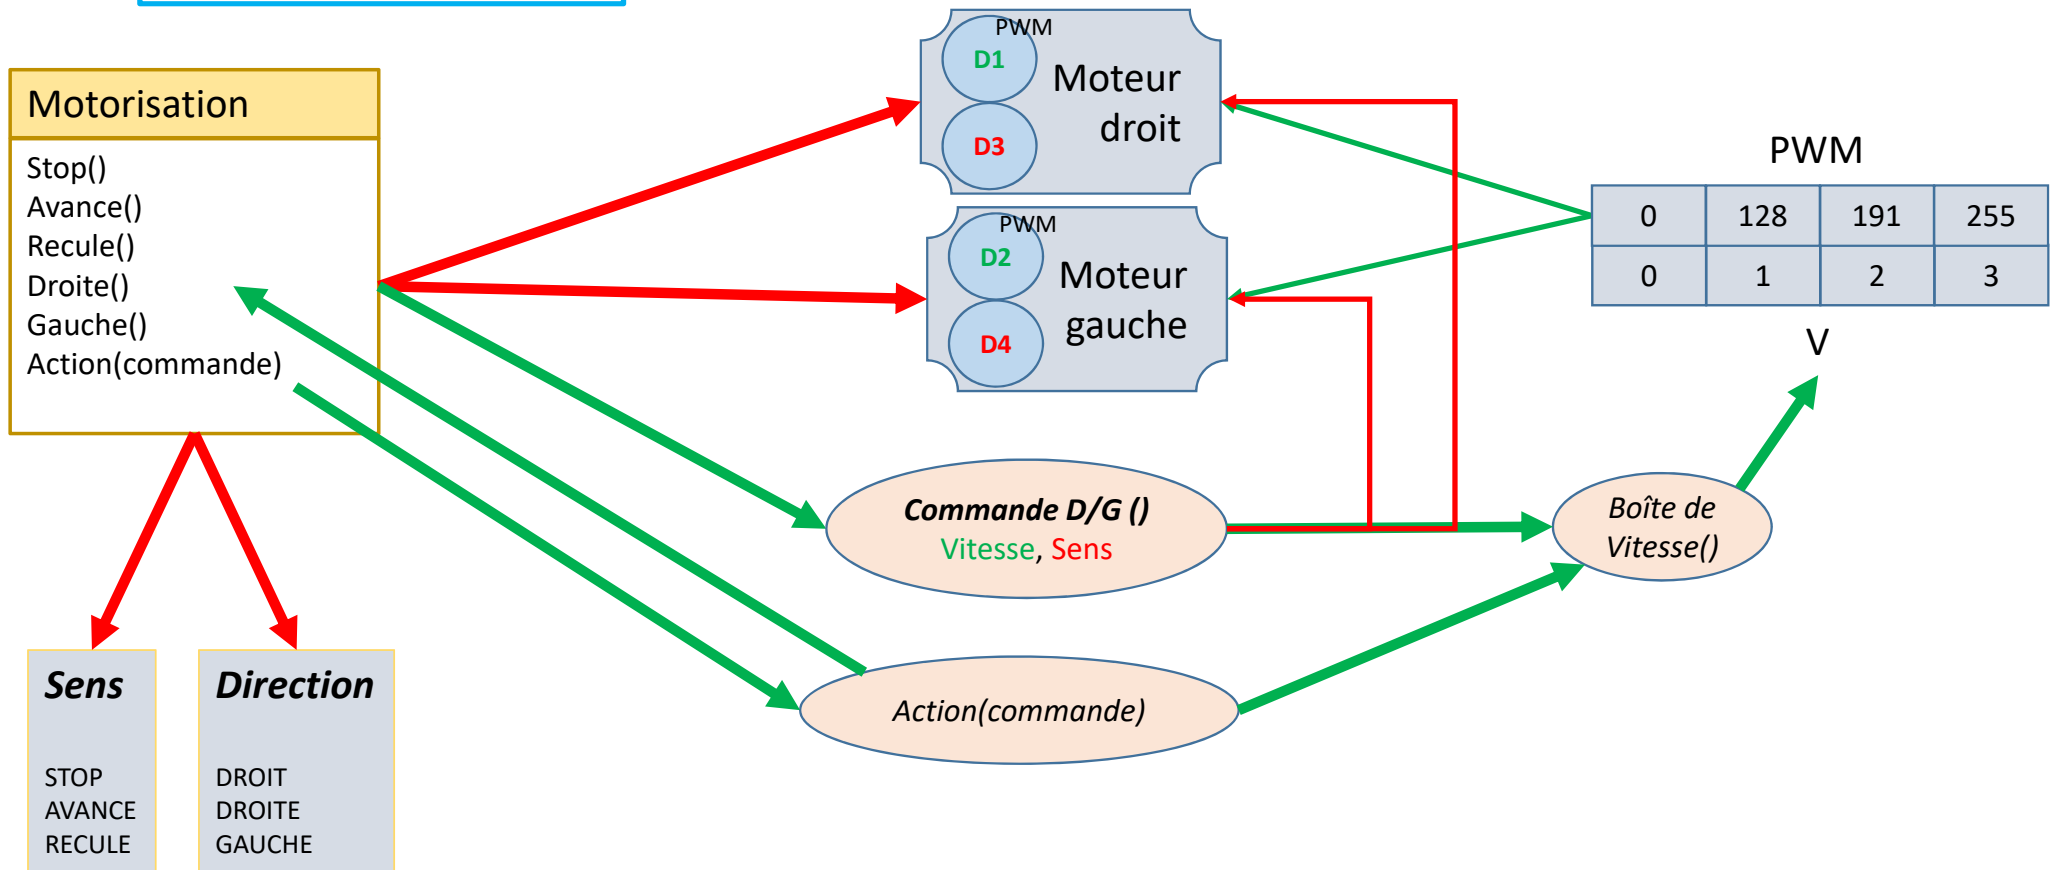 Motorisation
Stop()
Avance()
Recule()
Droite()
Gauche()
Action(commande)
PWM
D1
D3
Moteur
droit
PWM
D2
D4
Moteur
gauche
PWM
0 128 191 255
0 1 2 3
V
Commande D/G ()
Vitesse, Sens
Boîte de
Vitesse()
Action(commande)
Sens
STOP
AVANCE
RECULE
Direction
DROIT
DROITE
GAUCHE